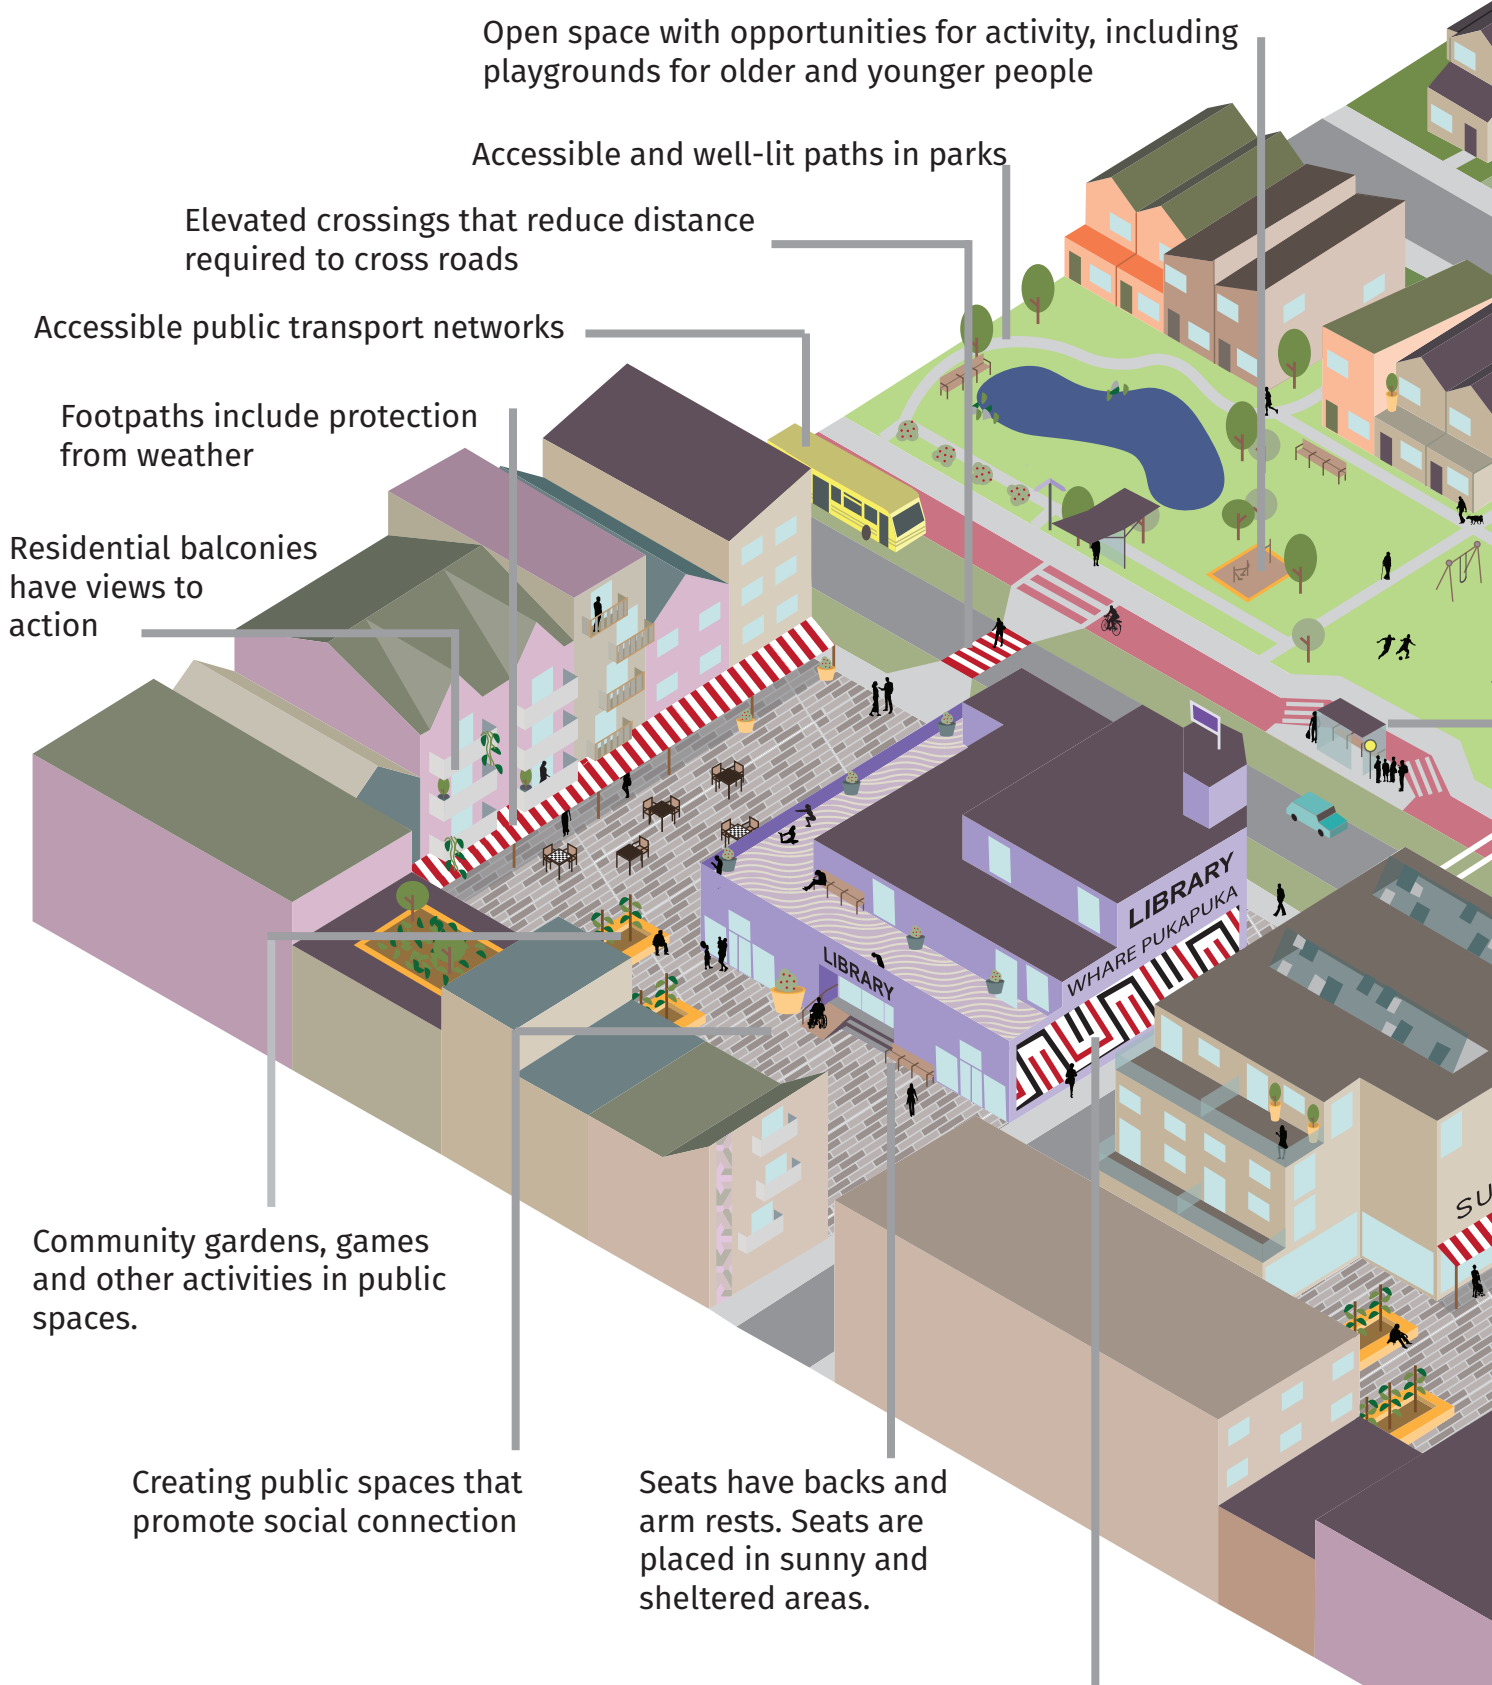 Open space with opportunities for activity, including
playgrounds for older and younger people
Accessible and well-lit paths in parks
Elevated crossings that reduce distance
required to cross roads
Accessible public transport networks
Footpaths include protection
from weather
Residential balconies
have views to
action
LIBRARY
WHARE PUKAPUKA
LIBRARY
SU
Community gardens, games
and other activities in public
spaces.
Creating public spaces that
promote social connection
Seats have backs and
arm rests. Seats are
placed in sunny and
sheltered areas.